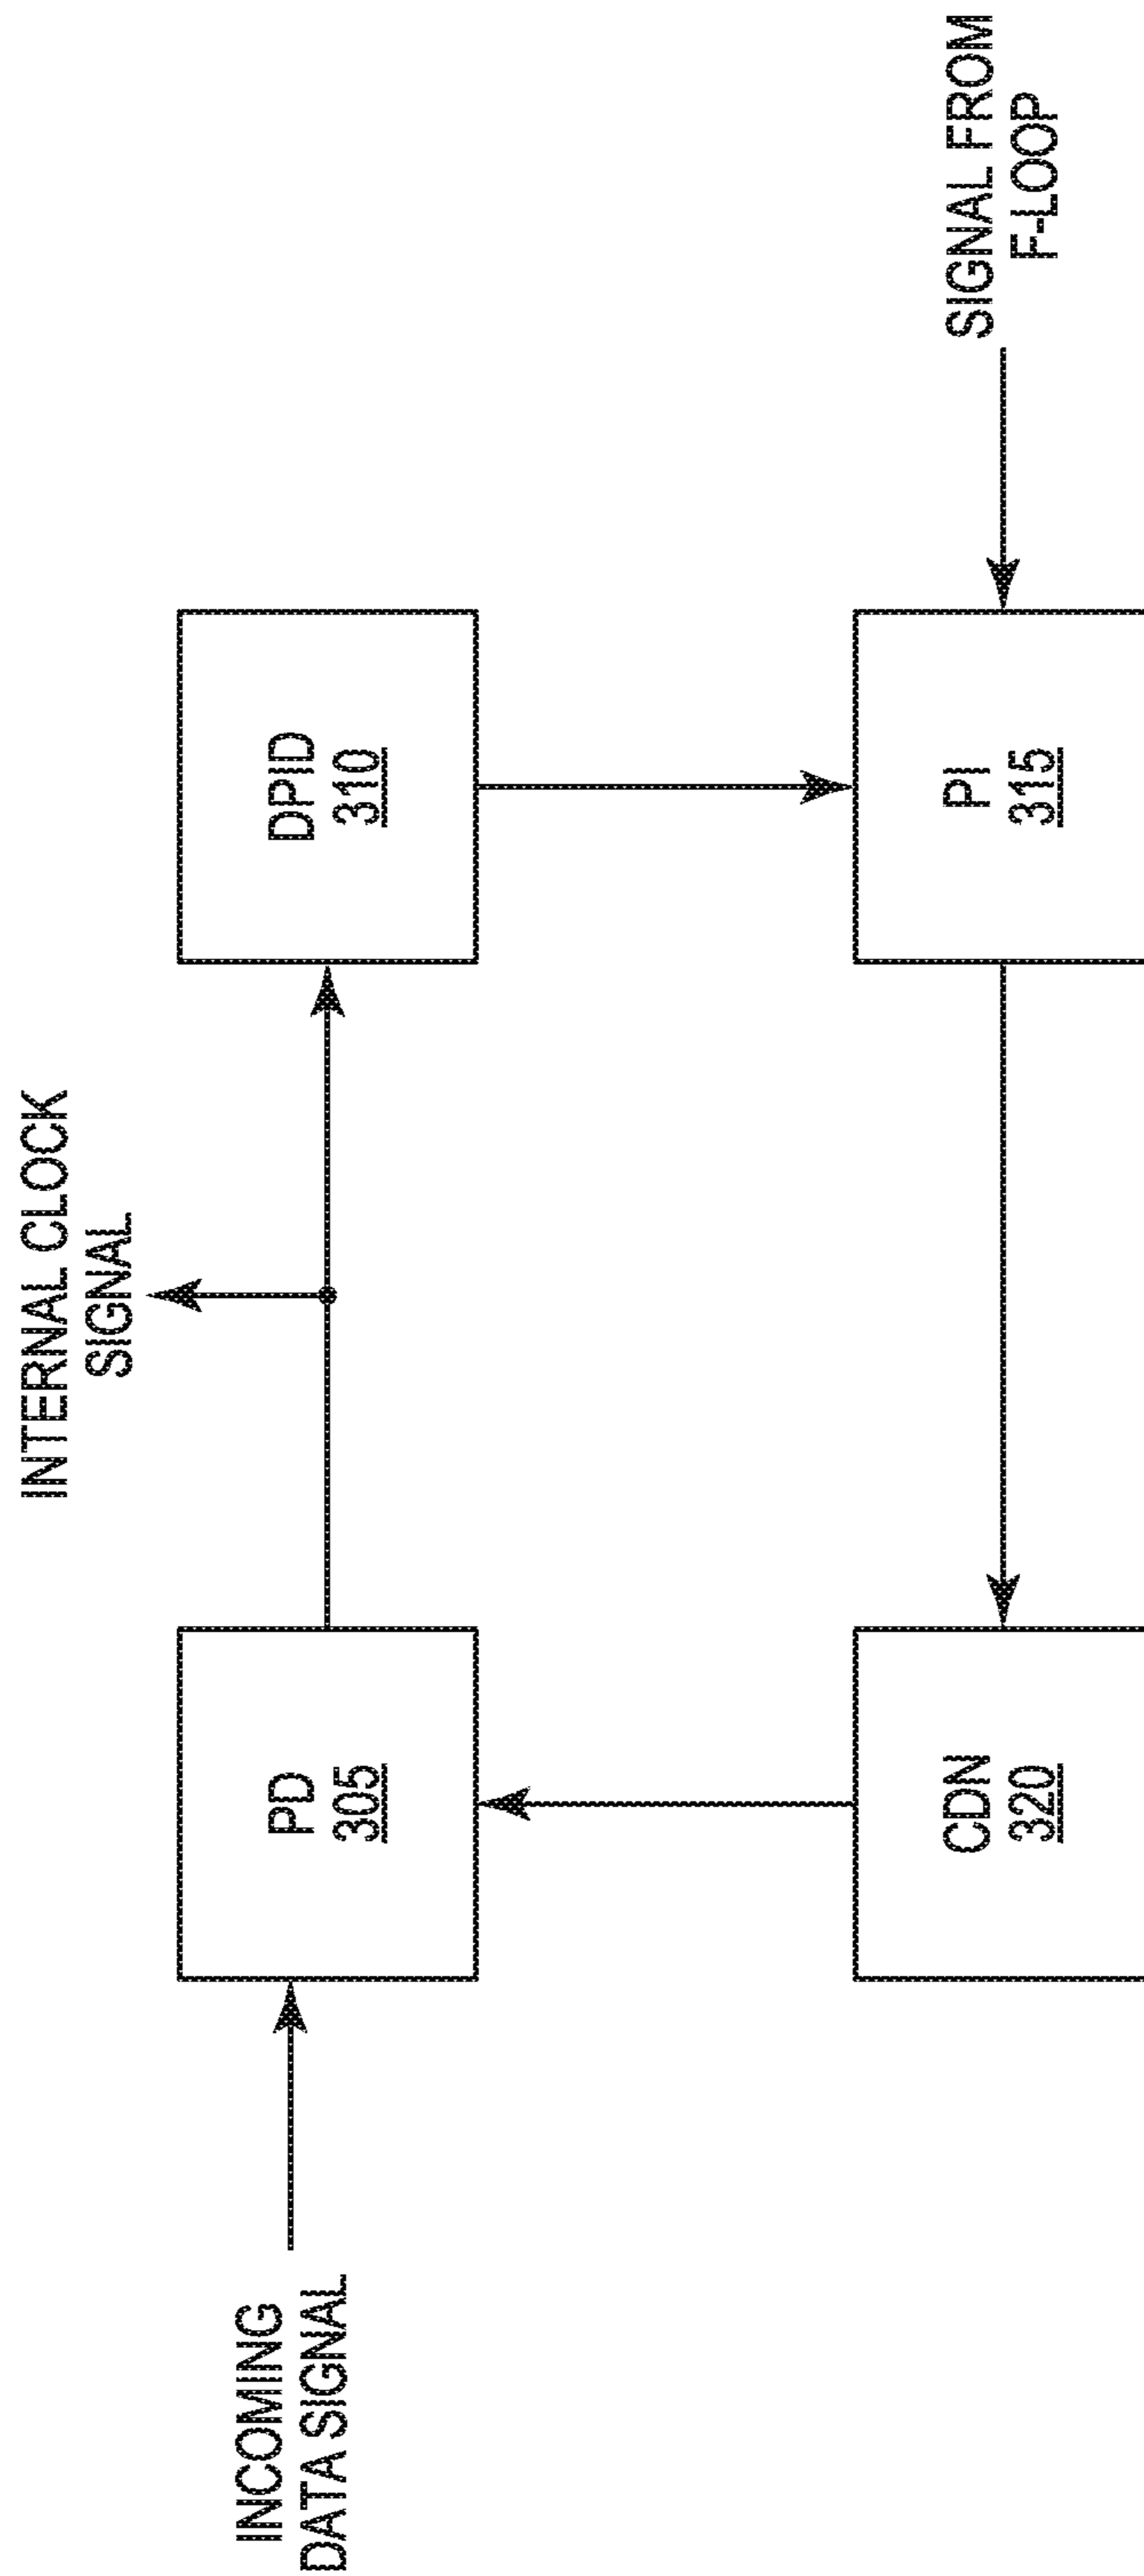 INTERNAL CLOCK
SIGNAL
INCOMING
DATA SIGNAL
PD
305
DPID
310
CDN
320
PI
315
SIGNAL FROM
F-LOOP